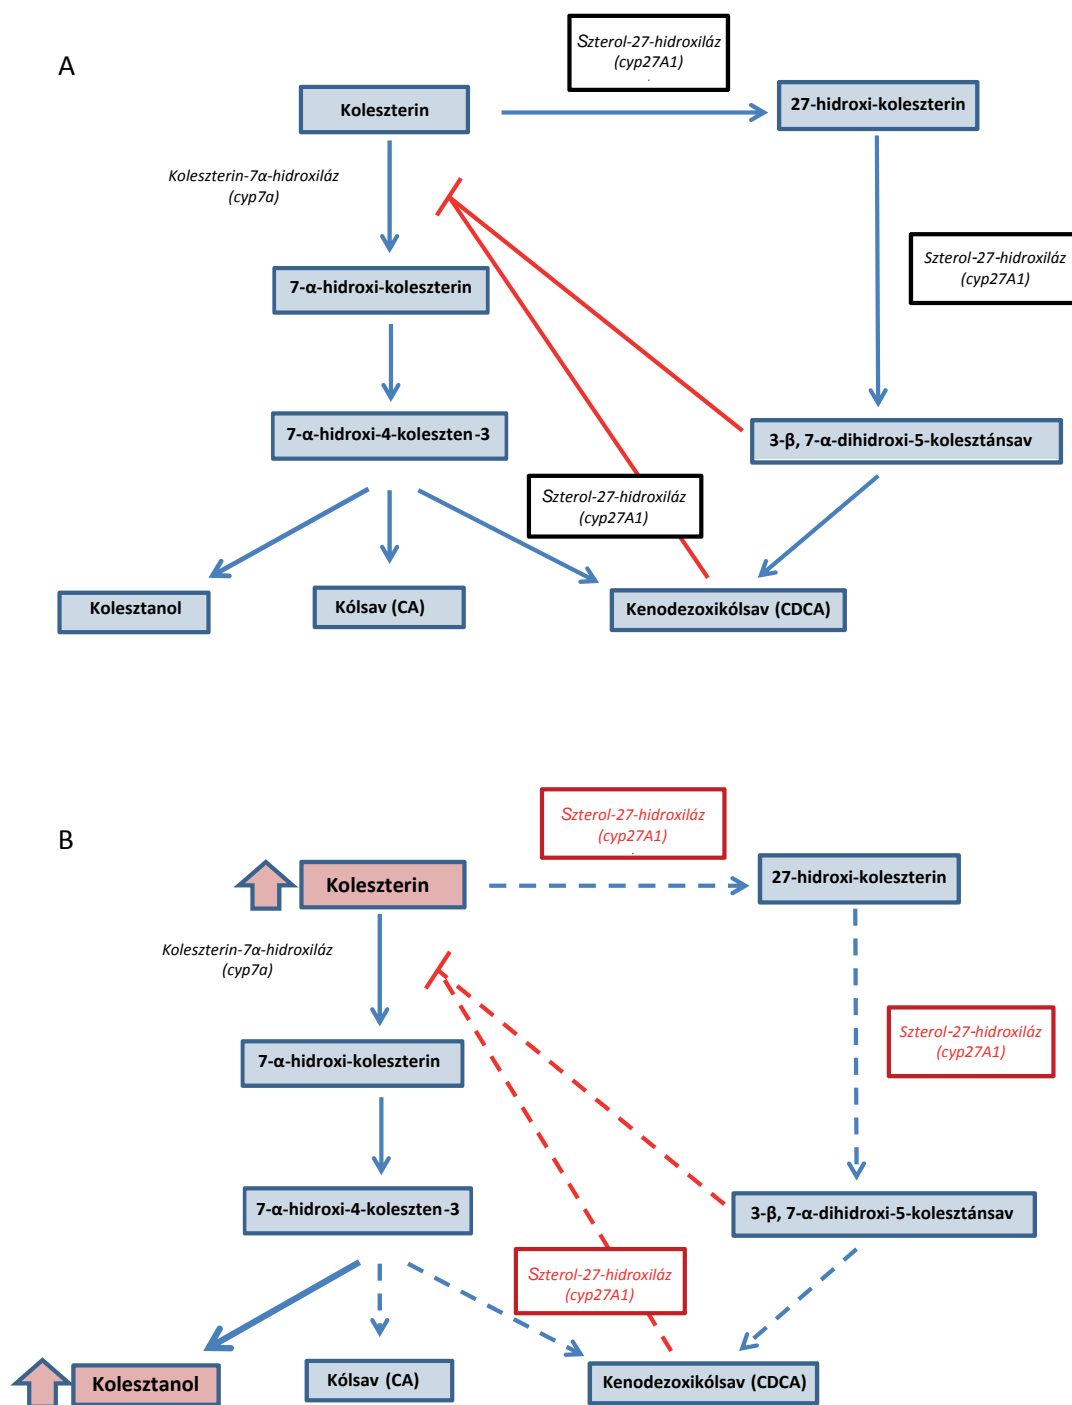 A
Szterol-27-hidroxiláz
(cyp27A1)
.
Koleszterin
27-hidroxi-koleszterin
Koleszterin-7α-hidroxiláz
(cyp7a)
Szterol-27-hidroxiláz
(cyp27A1)
7-α-hidroxi-koleszterin
7-α-hidroxi-4-koleszten-3
3-β, 7-α-dihidroxi-5-kolesztánsav
Szterol-27-hidroxiláz
(cyp27A1)
Kolesztanol
Kólsav (CA)
Kenodezoxikólsav (CDCA)
B
Szterol-27-hidroxiláz
(cyp27A1)
.
Koleszterin
27-hidroxi-koleszterin
Koleszterin-7α-hidroxiláz
(cyp7a)
Szterol-27-hidroxiláz
(cyp27A1)
7-α-hidroxi-koleszterin
7-α-hidroxi-4-koleszten-3
3-β, 7-α-dihidroxi-5-kolesztánsav
Szterol-27-hidroxiláz
(cyp27A1)
Kolesztanol
Kólsav (CA)
Kenodezoxikólsav (CDCA)